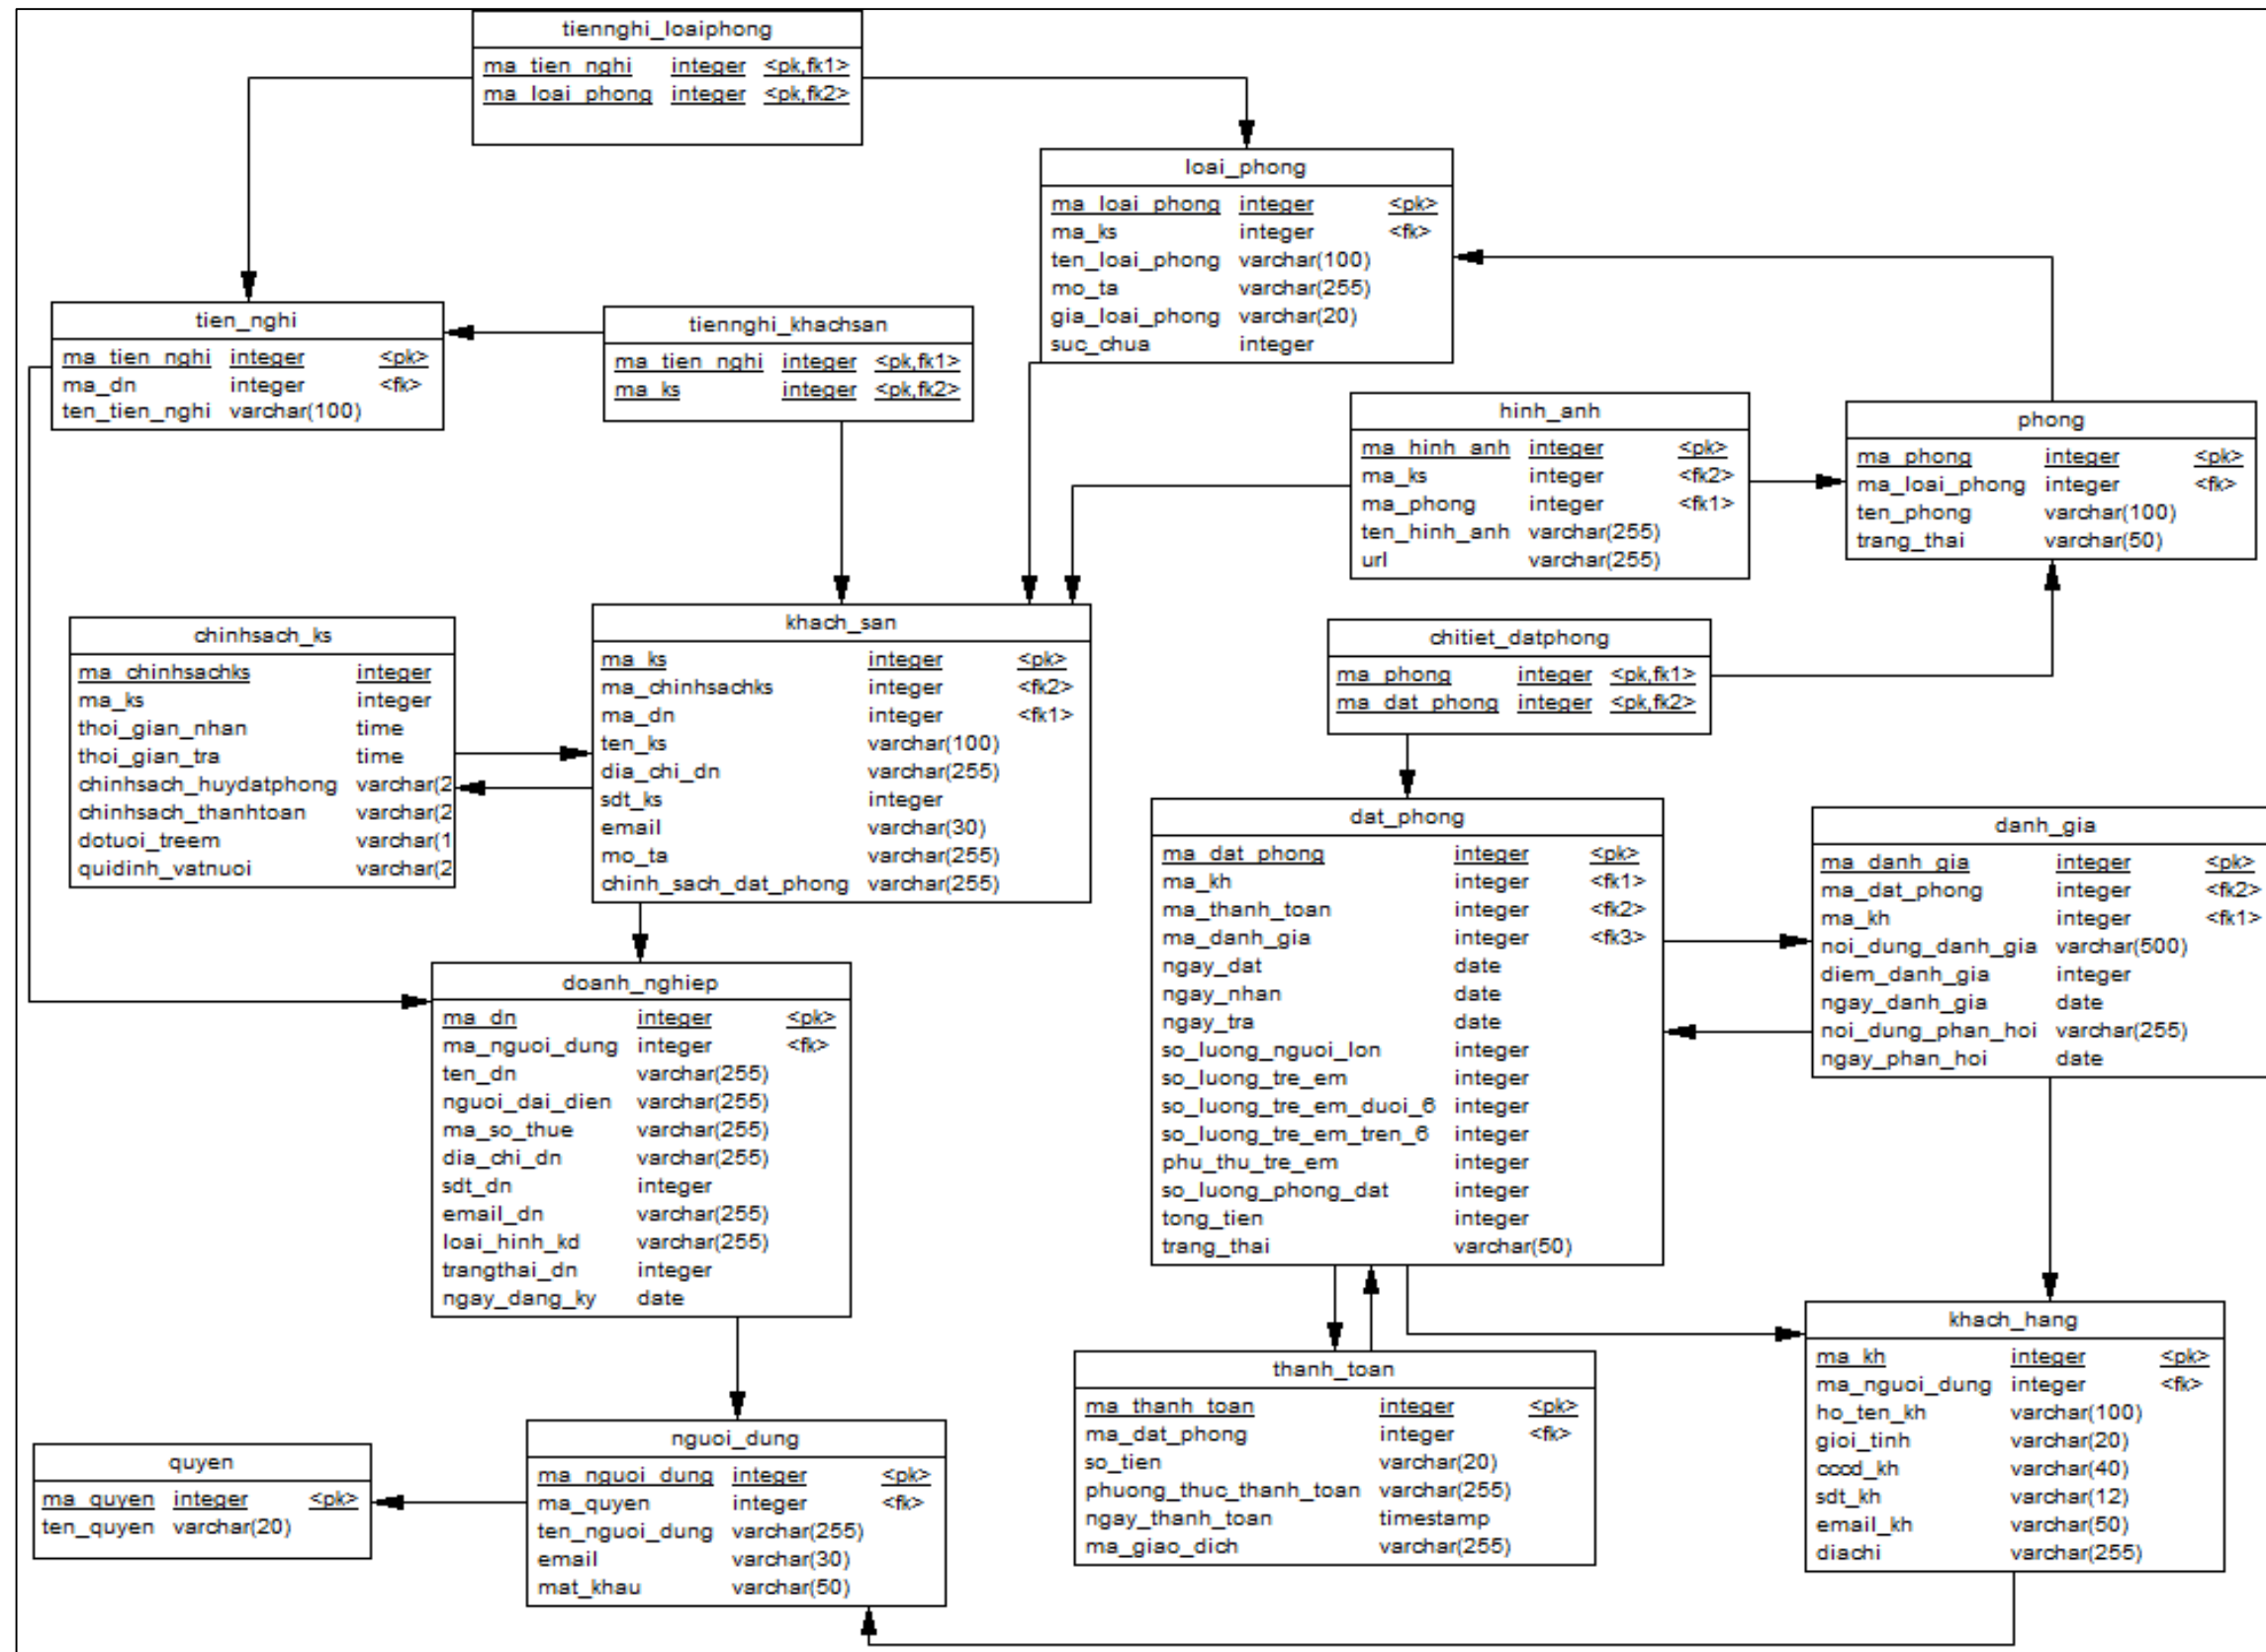 tiennghi_loaiphong
ma_tien_nghi integer <pk,fk1>
ma_loai_phong integer <pk,fk2>
loai_phong
ma_loai_phong integer <pk>
ma_ks integer <fk>
ten_loai_phong varchar(100)
mo_ta varchar(255)
gia_loai_phong varchar(20)
suc_chua integer
tien_nghi
ma_tien_nghi integer <pk>
ma_dn integer <fk>
ten_tien_nghi varchar(100)
tiennghi_khachsan
ma_tien_nghi integer <pk,fk1>
ma_ks integer <pk,fk2>
hinh_anh
ma_hinh_anh integer <pk>
ma_ks integer <fk2>
ma_phong integer <fk1>
ten_hinh_anh varchar(255)
url varchar(255)
phong
ma_phong integer <pk>
ma_loai_phong integer <fk>
ten_phong varchar(100)
trang_thai varchar(50)
chinhsach_ks
ma_chinhsachks integer
ma_ks integer
thoi_gian_nhan time
thoi_gian_tra time
chinhsach_huydatphong varchar(2
chinhsach_thanhtoan varchar(2
dotuoi_treem varchar(1
quidinh_vatnuoi varchar(2
khach_san
ma_ks integer <pk>
ma_chinhsachks integer <fk2>
ma_dn integer <fk1>
ten_ks varchar(100)
dia_chi_dn varchar(255)
sdt_ks integer
email varchar(30)
mo_ta varchar(255)
chinh_sach_dat_phong varchar(255)
chitiet_datphong
ma_phong integer <pk,fk1>
ma_dat_phong integer <pk,fk2>
dat_phong
ma_dat_phong integer <pk>
ma_kh integer <fk1>
ma_thanh_toan integer <fk2>
ma_danh_gia integer <fk3>
ngay_dat date
ngay_nhan date
ngay_tra date
so_luong_nguoi_lon integer
so_luong_tre_em integer
so_luong_tre_em_duoi_6 integer
so_luong_tre_em_tren_6 integer
phu_thu_tre_em integer
so_luong_phong_dat integer
tong_tien integer
trang_thai varchar(50)
danh_gia
ma_danh_gia integer <pk>
ma_dat_phong integer <fk2>
ma_kh integer <fk1>
noi_dung_danh_gia varchar(500)
diem_danh_gia integer
ngay_danh_gia date
noi_dung_phan_hoi varchar(255)
ngay_phan_hoi date
doanh_nghiep
ma_dn integer <pk>
ma_nguoi_dung integer <fk>
ten_dn varchar(255)
nguoi_dai_dien varchar(255)
ma_so_thue varchar(255)
dia_chi_dn varchar(255)
sdt_dn integer
email_dn varchar(255)
loai_hinh_kd varchar(255)
trangthai_dn integer
ngay_dang_ky date
khach_hang
ma_kh integer <pk>
ma_nguoi_dung integer <fk>
ho_ten_kh varchar(100)
gioi_tinh varchar(20)
cccd_kh varchar(40)
sdt_kh varchar(12)
email_kh varchar(50)
diachi varchar(255)
thanh_toan
ma_thanh_toan integer <pk>
ma_dat_phong integer <fk>
so_tien varchar(20)
phuong_thuc_thanh_toan varchar(255)
ngay_thanh_toan timestamp
ma_giao_dich varchar(255)
quyen
ma_quyen integer <pk>
ten_quyen varchar(20)
nguoi_dung
ma_nguoi_dung integer <pk>
ma_quyen integer <fk>
ten_nguoi_dung varchar(255)
email varchar(30)
mat_khau varchar(50)